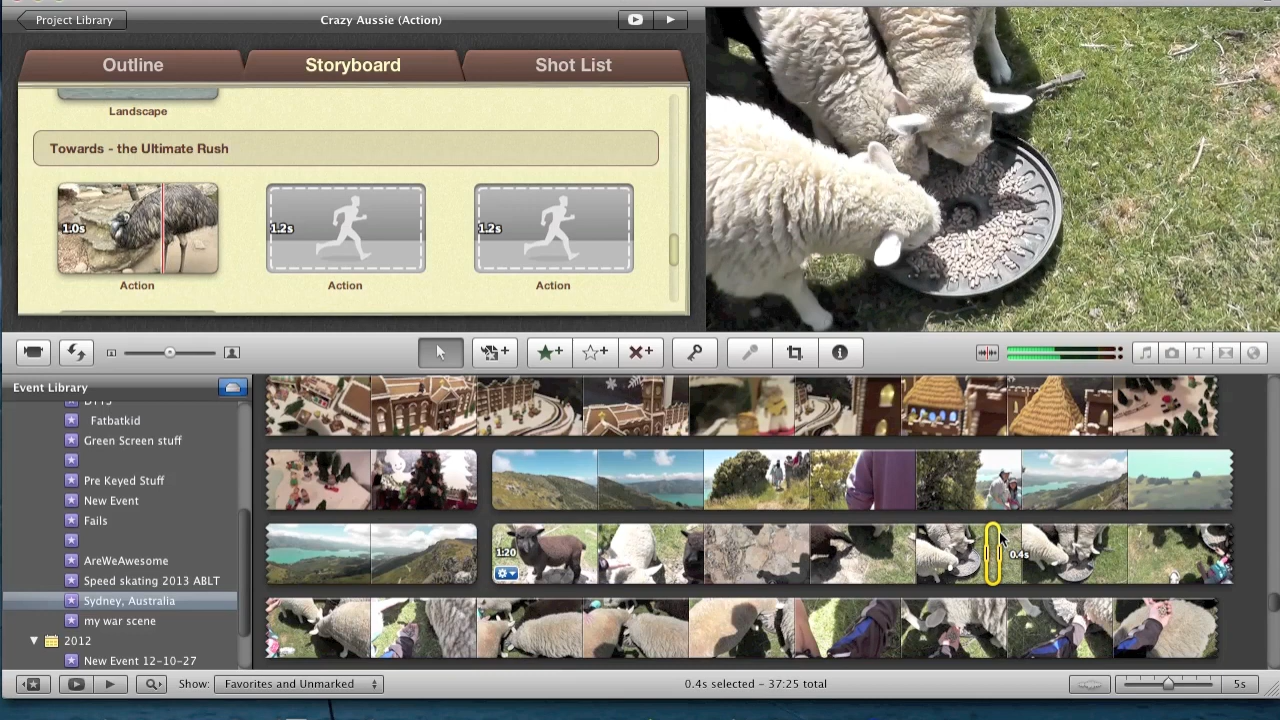 Project Library
Crazy Aussie (Action)
Outline
Storyboard
Shot List
Landscape
Towards - the Ultimate Rush
1.0s
1.2s
1.2s
Action
Action
Action
Event Library
Fatbatkid
Green Screen stuff
Pre Keyed Stuff
New Event
Fails
AreWeAwesome
Speed skating 2013 ABLT
Sydney, Australia
my war scene
2012
New Event 12-10-27
1:20
0.4s
Show: Favorites and Unmarked
0.4s selected - 37:25 total
5s